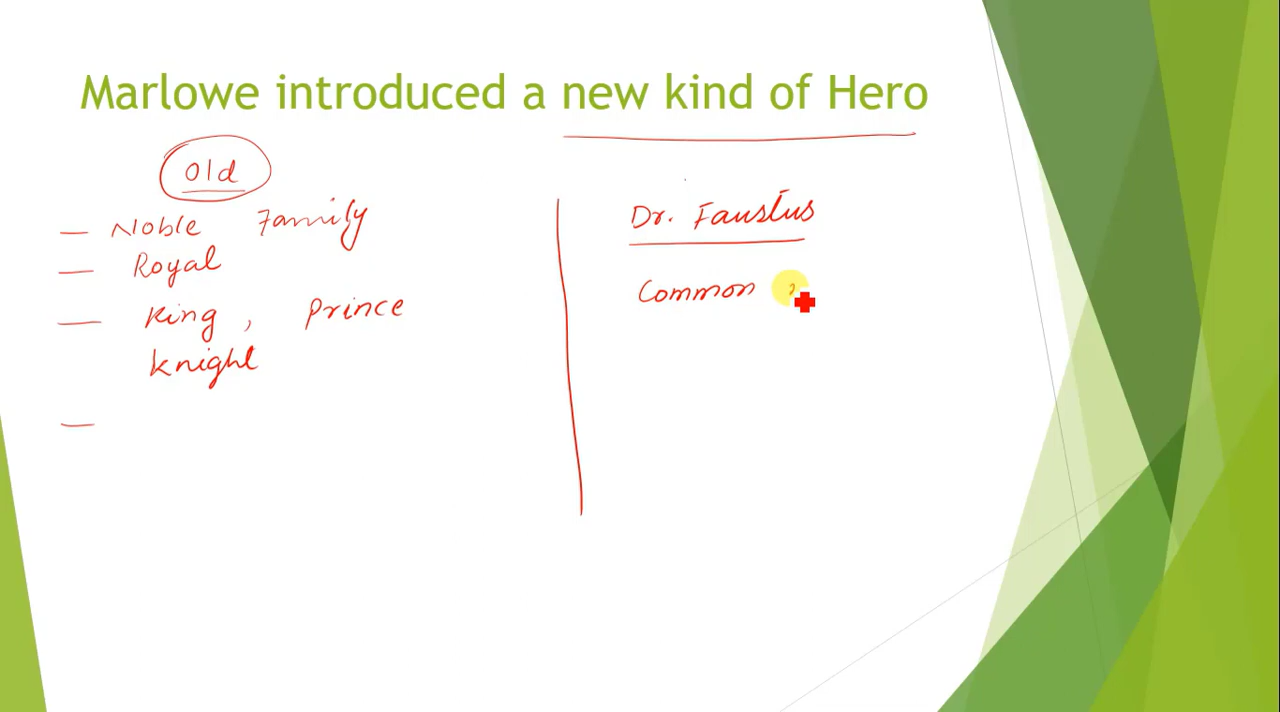 Marlowe introduced a new kind of Hero
Old
Noble Family
Royal
King, Prince
Knight
Dr. Faustus
Common